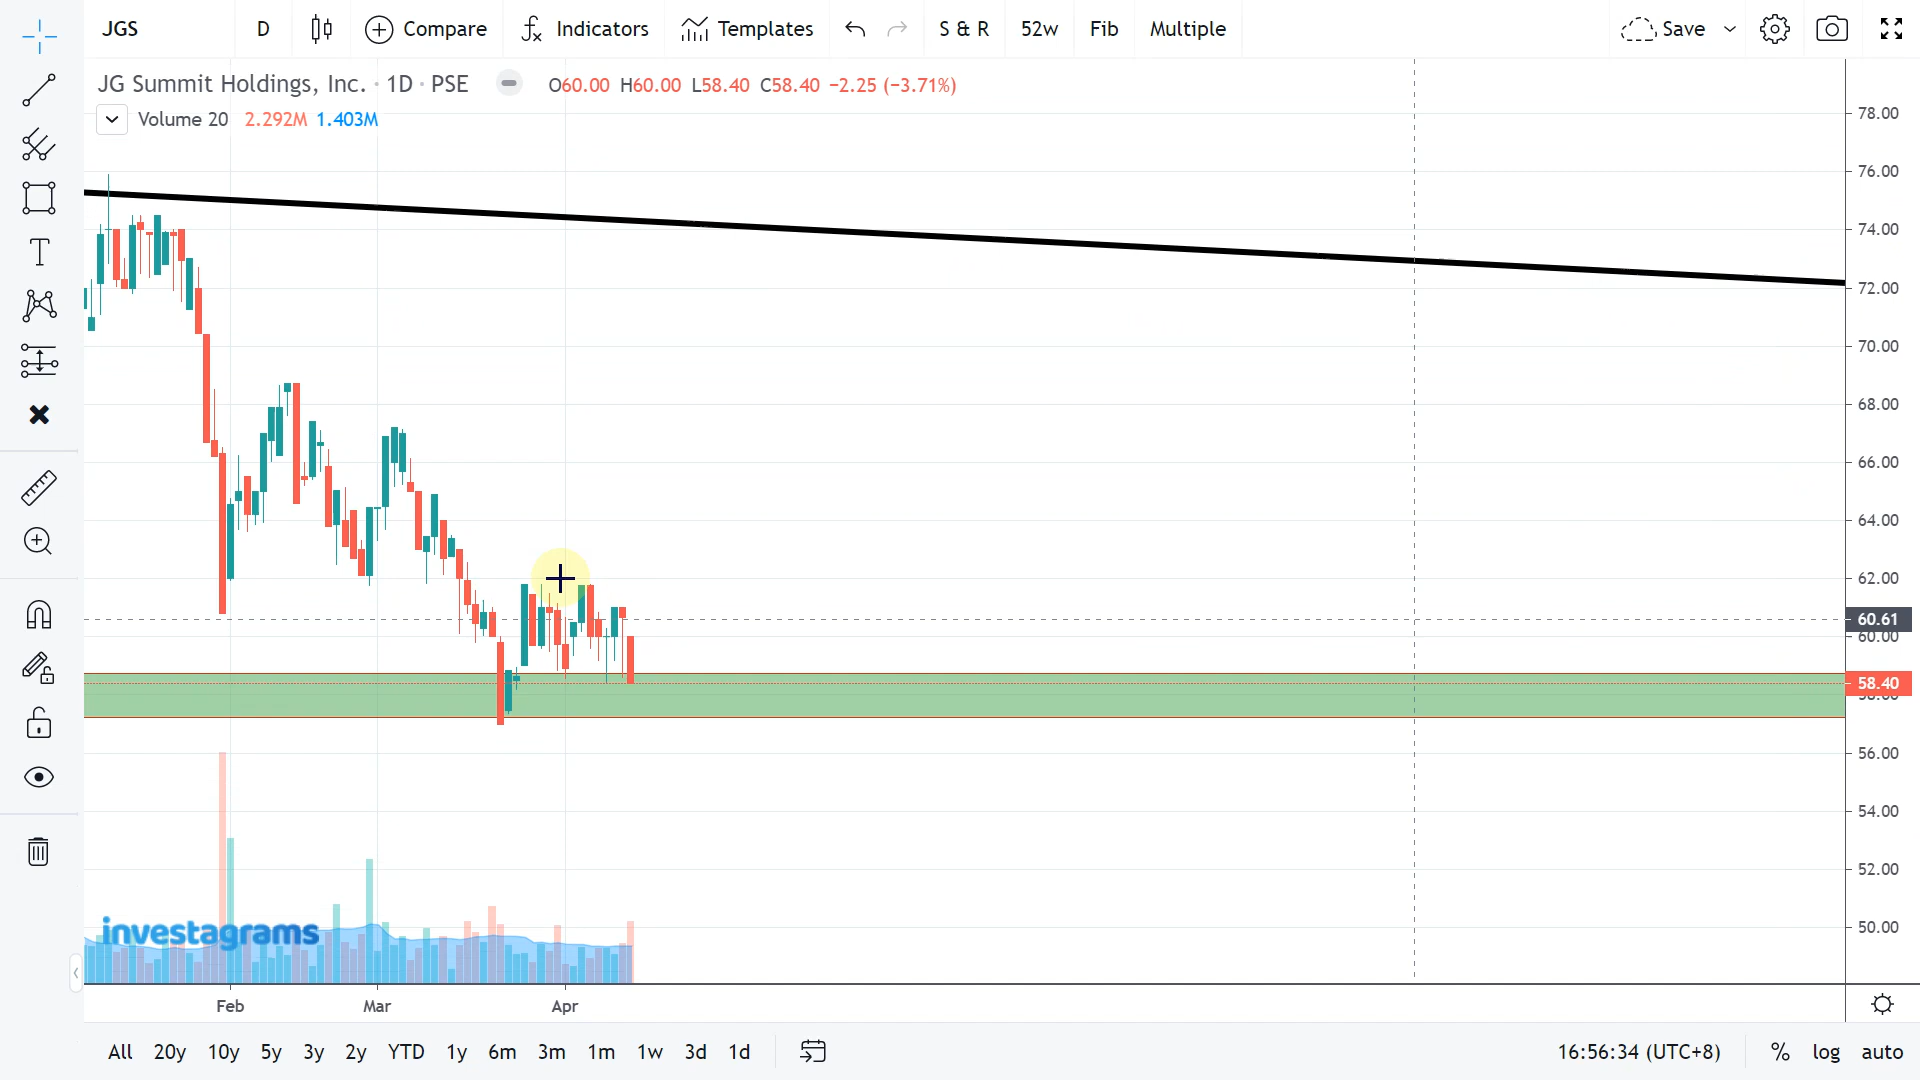 JGS D Compare Indicators Templates S & R 52w Fib Multiple Save
JG Summit Holdings, Inc. · 1D · PSE O60.00 H60.00 L58.40 C58.40 −2.25 (−3.71%)
Volume 20 2.292M 1.403M
78.00
76.00
74.00
72.00
70.00
68.00
66.00
64.00
62.00
60.61
60.00
58.40
56.00
54.00
52.00
50.00
investagrams
Feb Mar Apr
All 20y 10y 5y 3y 2y YTD 1y 6m 3m 1m 1w 3d 1d 16:56:34 (UTC+8) % log auto